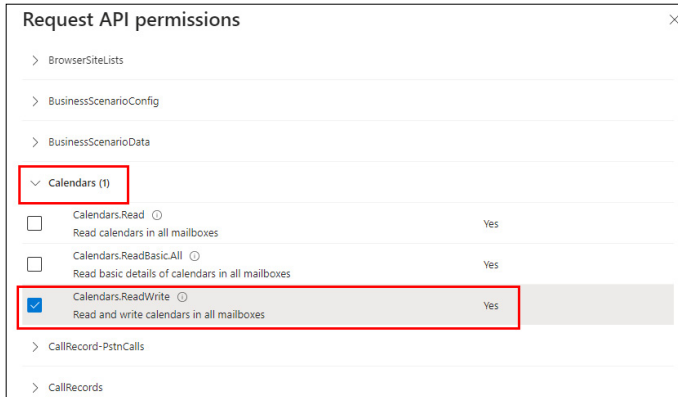 Request API permissions
BrowserSiteLists
BusinessScenarioConfig
BusinessScenarioData
Calendars (1)
Calendars.Read
Read calendars in all mailboxes
Yes
Calendars.ReadBasic.All
Read basic details of calendars in all mailboxes
Yes
Calendars.ReadWrite
Read and write calendars in all mailboxes
Yes
CallRecord-PstnCalls
CallRecords